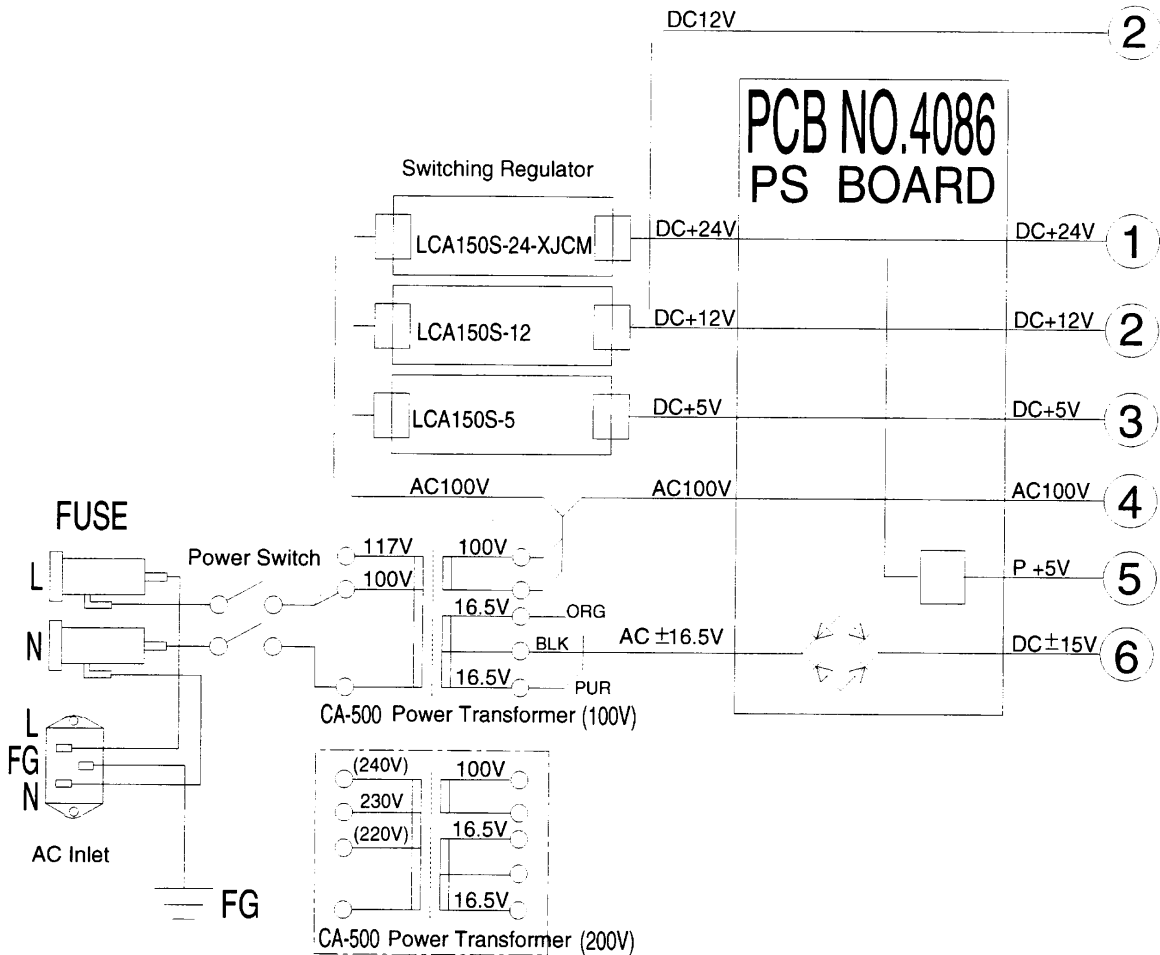 DC12V
2
PCB NO.4086
PS BOARD
Switching Regulator
LCA150S-24-XJCM
DC+24V
DC+24V
1
LCA150S-12
DC+12V
DC+12V
2
LCA150S-5
DC+5V
DC+5V
3
AC100V
AC100V
AC100V
4
FUSE
Power Switch
117V
100V
L
100V
P +5V
5
16.5V
ORG
N
BLK
AC ±16.5V
DC±15V
6
16.5V
PUR
CA-500 Power Transformer (100V)
L
FG
N
AC Inlet
FG
(240V)
100V
230V
(220V)
16.5V
16.5V
CA-500 Power Transformer (200V)